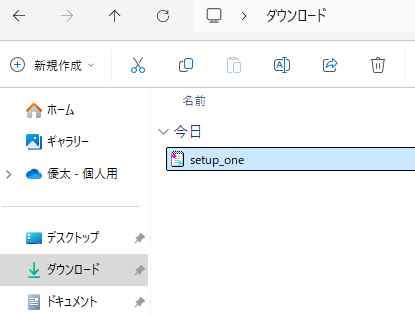 ダウンロード
新規作成
名前
ホーム
今日
ギャラリー
setup_one
優太 - 個人用
デスクトップ
ダウンロード
ドキュメント